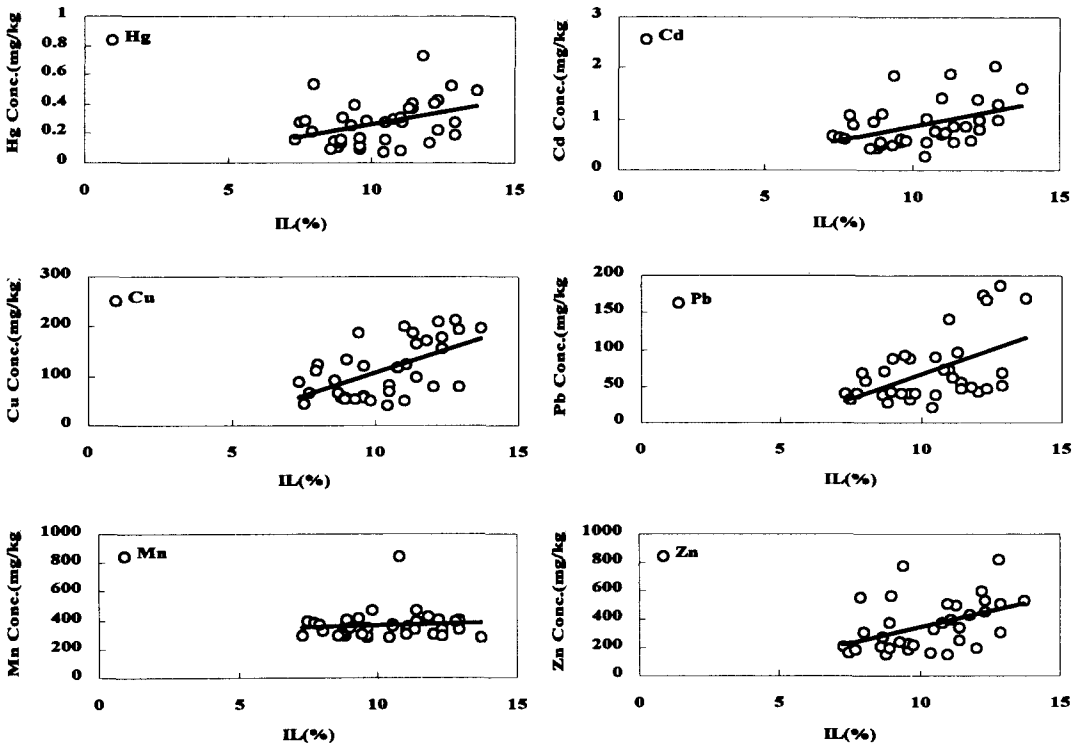 1
0.8
0.6
0.4
0.2
0
Hg Conc.(mg/kg)
Hg
0 5 10 15
IL(%)
3
2
1
0
Cd Conc.(mg/kg
Cd
0 5 10 15
IL(%)
300
200
100
0
Cu Conc.(mg/kg
Cu
0 5 10 15
IL(%)
200
150
100
50
0
Pb Conc.(mg/kg
Pb
0 5 10 15
IL(%)
1000
800
600
400
200
0
Mn Conc.(mg/kg
Mn
0 5 10 15
IL(%)
1000
800
600
400
200
0
Zn Conc.(mg/kg
Zn
0 5 10 15
IL(%)